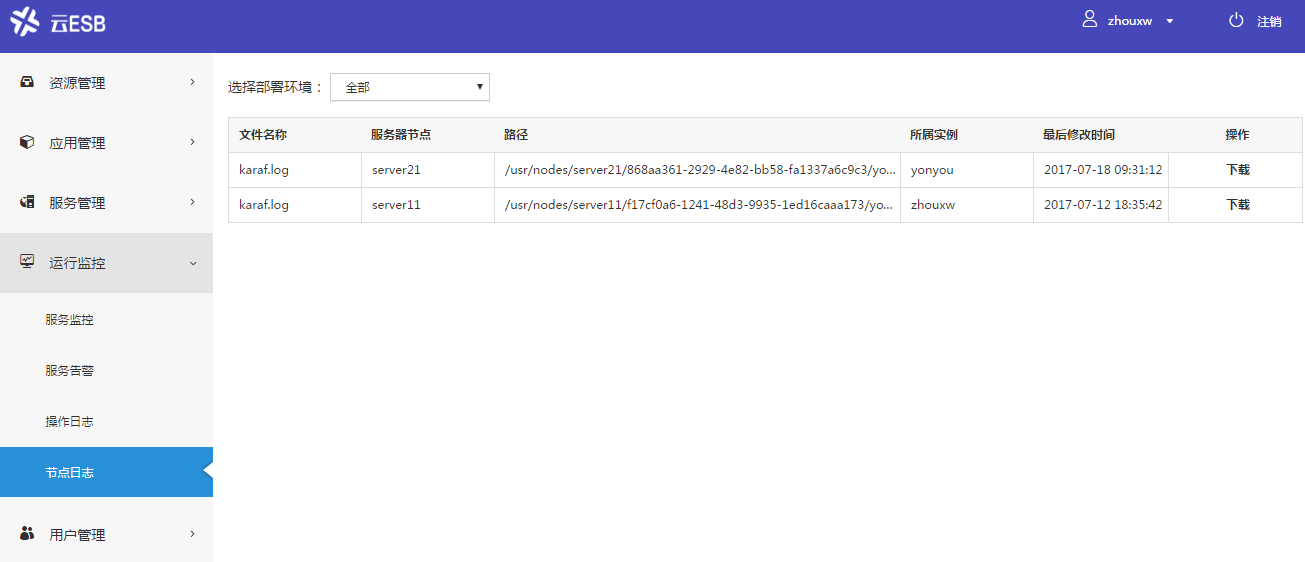 云ESB
zhouxw
注销
资源管理
应用管理
服务管理
运行监控
服务监控
服务告警
操作日志
节点日志
用户管理
选择部署环境： 全部
文件名称 服务器节点 路径 所属实例 最后修改时间 操作
karaf.log server21 /usr/nodes/server21/868aa361-2929-4e82-bb58-fa1337a6c9c3/yo... yonyou 2017-07-18 09:31:12 下载
karaf.log server11 /usr/nodes/server11/f17cf0a6-1241-48d3-9935-1ed16caaa173/yo... zhouxw 2017-07-12 18:35:42 下载